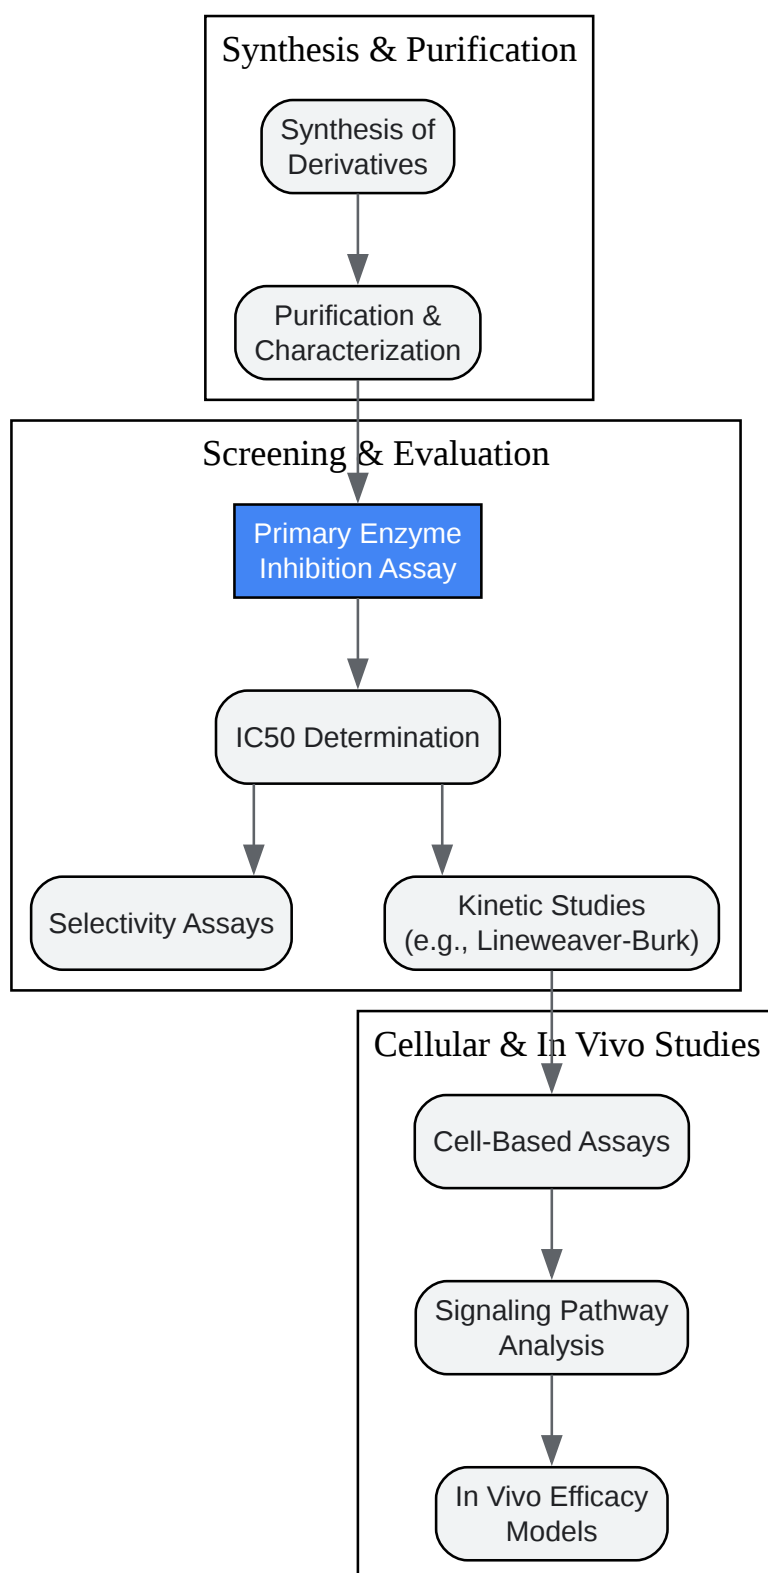 Synthesis & Purification
Synthesis of
Derivatives
Purification &
Characterization
Screening & Evaluation
Primary Enzyme
Inhibition Assay
IC50 Determination
Selectivity Assays
Kinetic Studies
(e.g., Lineweaver-Burk)
Cellular & In Vivo Studies
Cell-Based Assays
Signaling Pathway
Analysis
In Vivo Efficacy
Models